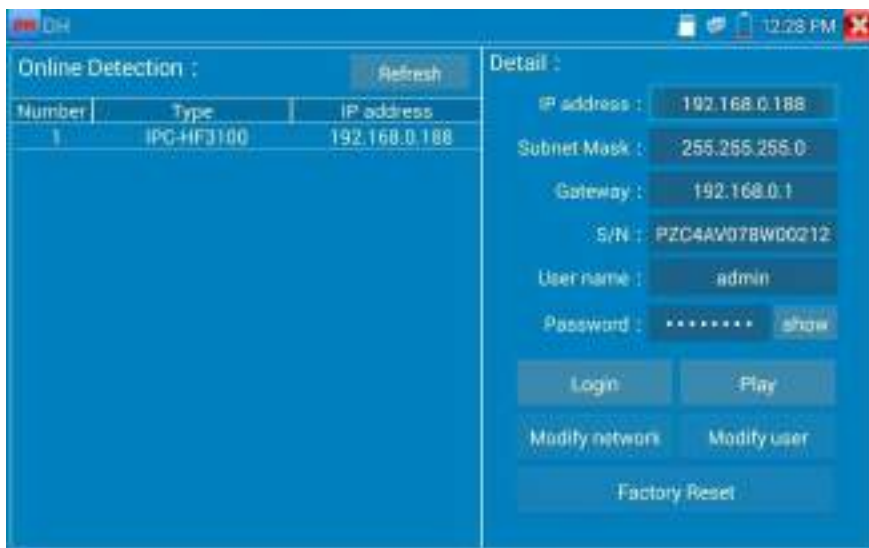 DH
12:28 PM
Online Detection :
Refresh
Number Type IP address
1 IPC-HF3100 192.168.0.188
Detail :
IP address : 192.168.0.188
Subnet Mask : 255.255.255.0
Gateway : 192.168.0.1
S/N : PZC4AV078W00212
User name : admin
Password : •••••••• show
Login Play
Modify network Modify user
Factory Reset